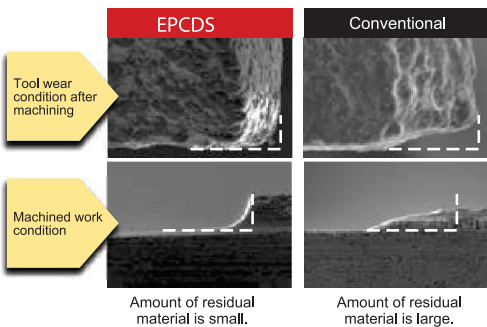 EPCDS
Conventional
Tool wear
condition after
machining
Machined work
condition
Amount of residual
material is small.
Amount of residual
material is large.